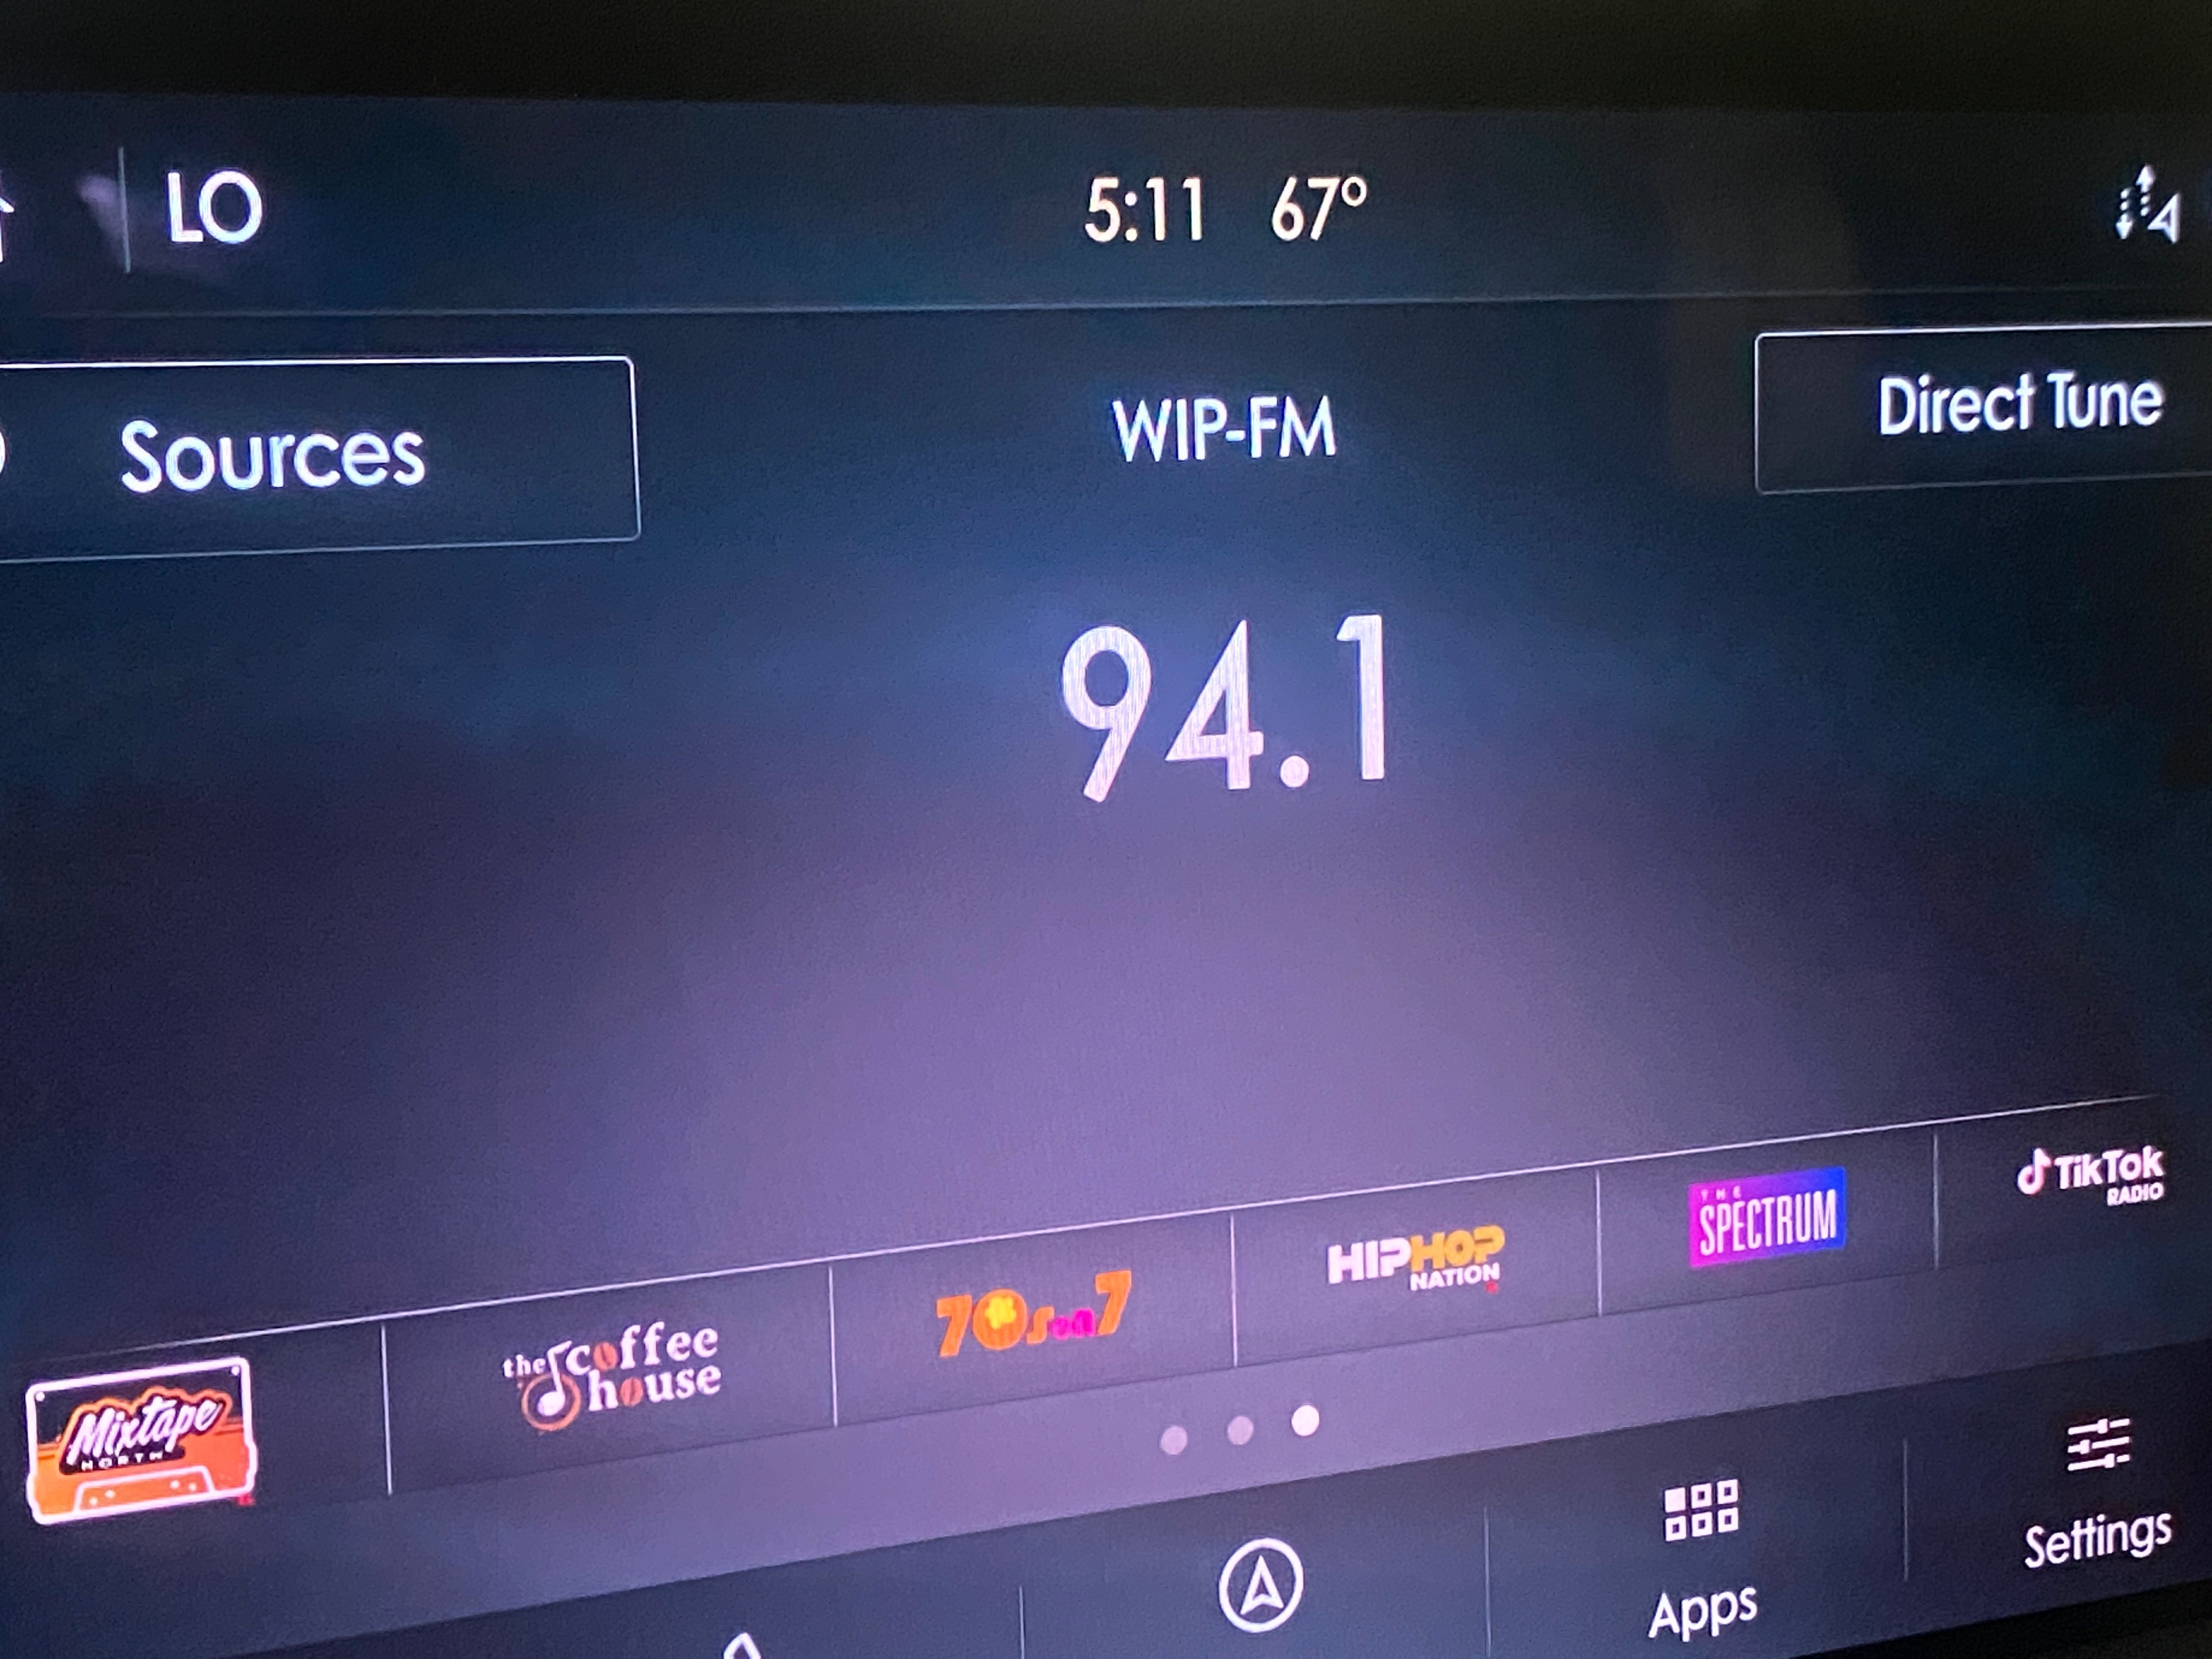 LO
5:11 67°
Sources
WIP-FM
Direct Tune
94.1
Mixtape
NORTH
the coffee
house
70s on 7
HIPHOP
NATION
THE
SPECTRUM
TikTok
RADIO
Apps
Settings